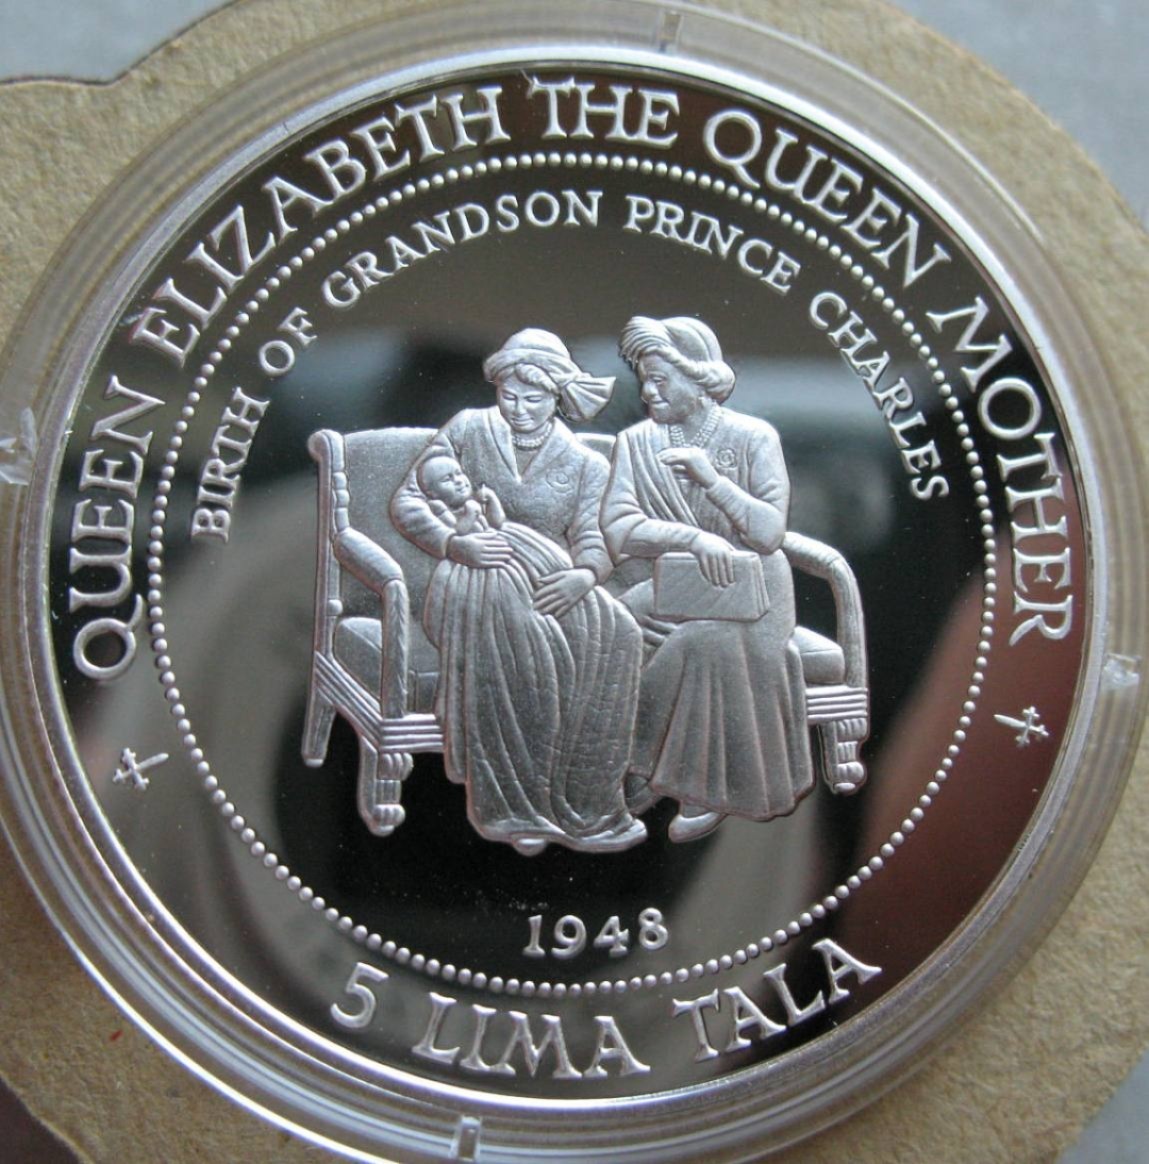 QUEEN ELIZABETH THE QUEEN MOTHER
BIRTH OF GRANDSON PRINCE CHARLES
1948
5 LIMA TALA